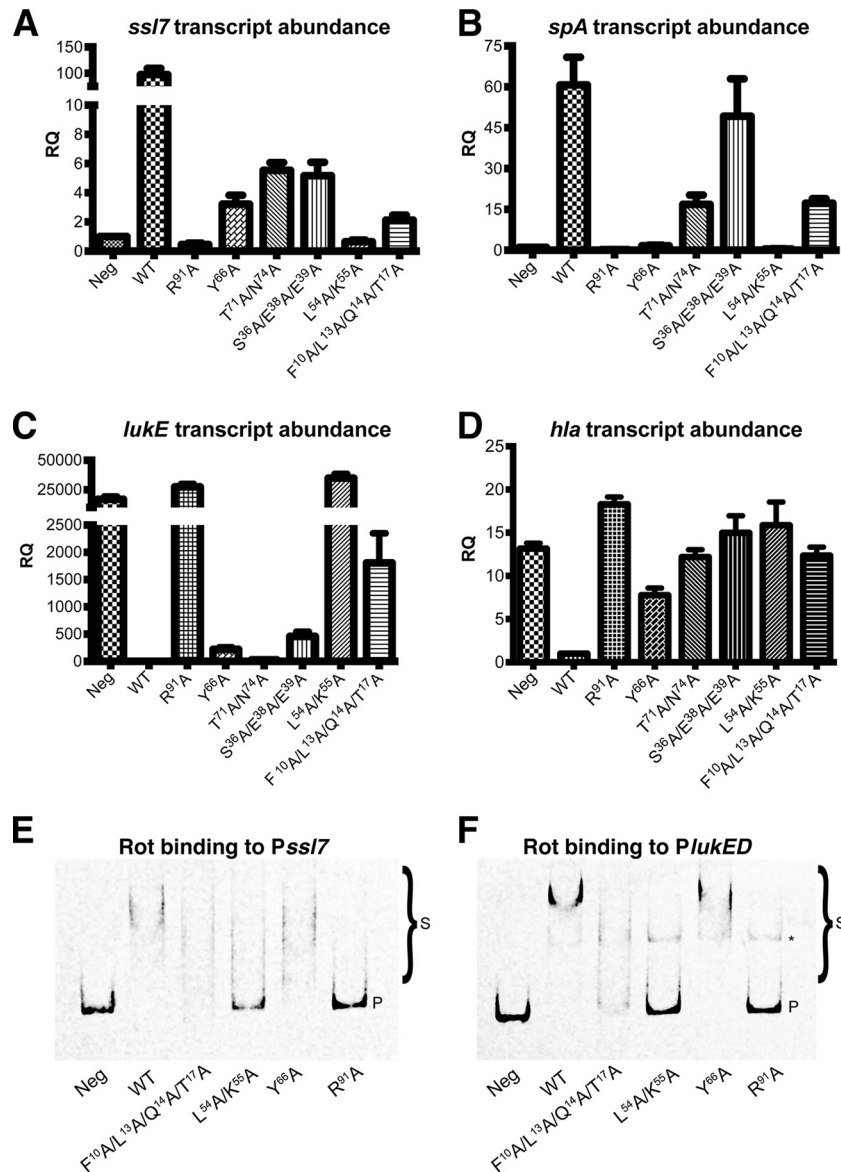 A
ssl7 transcript abundance
RQ
150
100
50
10
8
6
4
2
0
Neg
WT
R⁹¹A
Y⁶⁶A
T⁷¹A/N⁷⁴A
S³⁶A/E³⁸A/E³⁹A
L⁵⁴A/K⁵⁵A
F¹⁰A/L¹³A/Q¹⁴A/T¹⁷A
B
spA transcript abundance
RQ
75
60
45
30
15
0
Neg
WT
R⁹¹A
Y⁶⁶A
T⁷¹A/N⁷⁴A
S³⁶A/E³⁸A/E³⁹A
L⁵⁴A/K⁵⁵A
F¹⁰A/L¹³A/Q¹⁴A/T¹⁷A
C
lukE transcript abundance
RQ
50000
25000
2500
2000
1500
1000
500
0
Neg
WT
R⁹¹A
Y⁶⁶A
T⁷¹A/N⁷⁴A
S³⁶A/E³⁸A/E³⁹A
L⁵⁴A/K⁵⁵A
F¹⁰A/L¹³A/Q¹⁴A/T¹⁷A
D
hla transcript abundance
RQ
25
20
15
10
5
0
Neg
WT
R⁹¹A
Y⁶⁶A
T⁷¹A/N⁷⁴A
S³⁶A/E³⁸A/E³⁹A
L⁵⁴A/K⁵⁵A
F¹⁰A/L¹³A/Q¹⁴A/T¹⁷A
E
Rot binding to Pssl7
S
P
Neg
WT
F¹⁰A/L¹³A/Q¹⁴A/T¹⁷A
L⁵⁴A/K⁵⁵A
Y⁶⁶A
R⁹¹A
F
Rot binding to PlukED
S
*
P
Neg
WT
F¹⁰A/L¹³A/Q¹⁴A/T¹⁷A
L⁵⁴A/K⁵⁵A
Y⁶⁶A
R⁹¹A